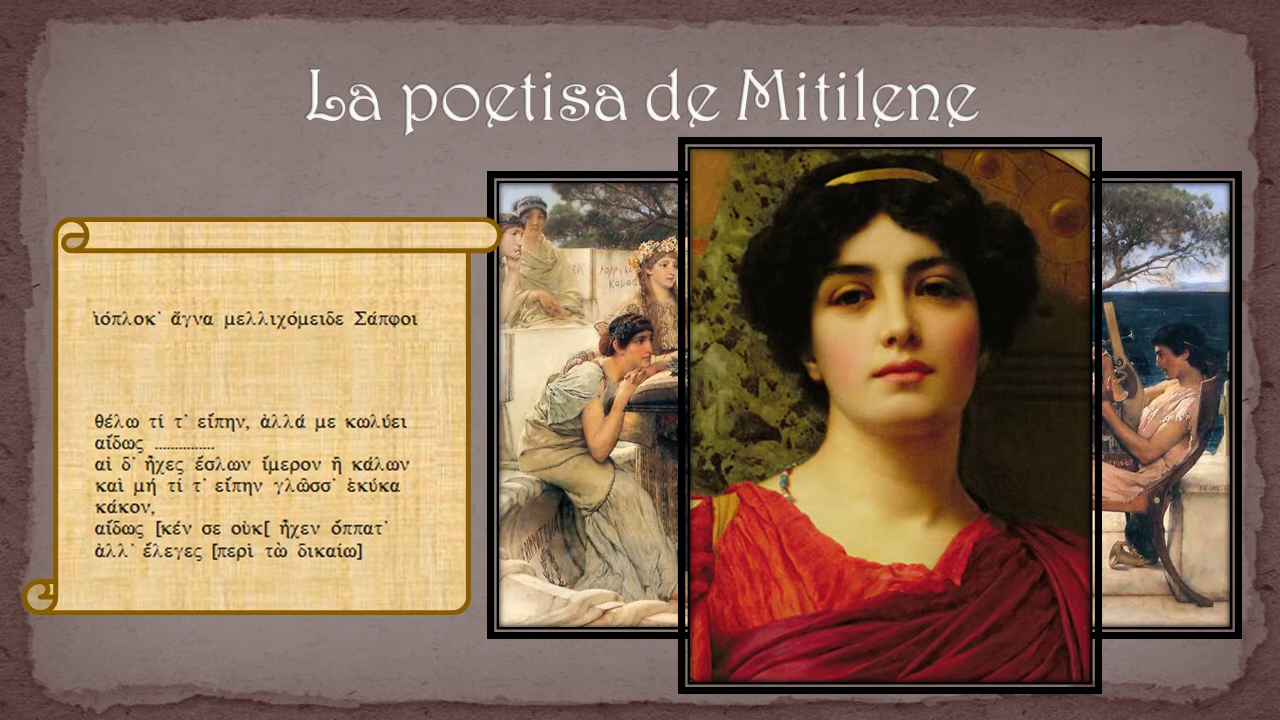 La poetisa de Mitilene
ἰόπλοκ᾽ ἄγνα μελλιχόμειδε Σάπφοι
θέλω τί τ᾽ εἴπην, ἀλλά με κωλύει
αἴδως ...............
αἰ δ᾽ ἦχες ἔσλων ἴμερον ἢ κάλων
καὶ μή τί τ᾽ εἴπην γλῶσσ᾽ ἐκύκα
κάκον,
αἴδως [κέν σε οὐκ[ ἦχεν ὄππατ᾽
ἀλλ᾽ ἔλεγες [περὶ τὼ δικαίω]